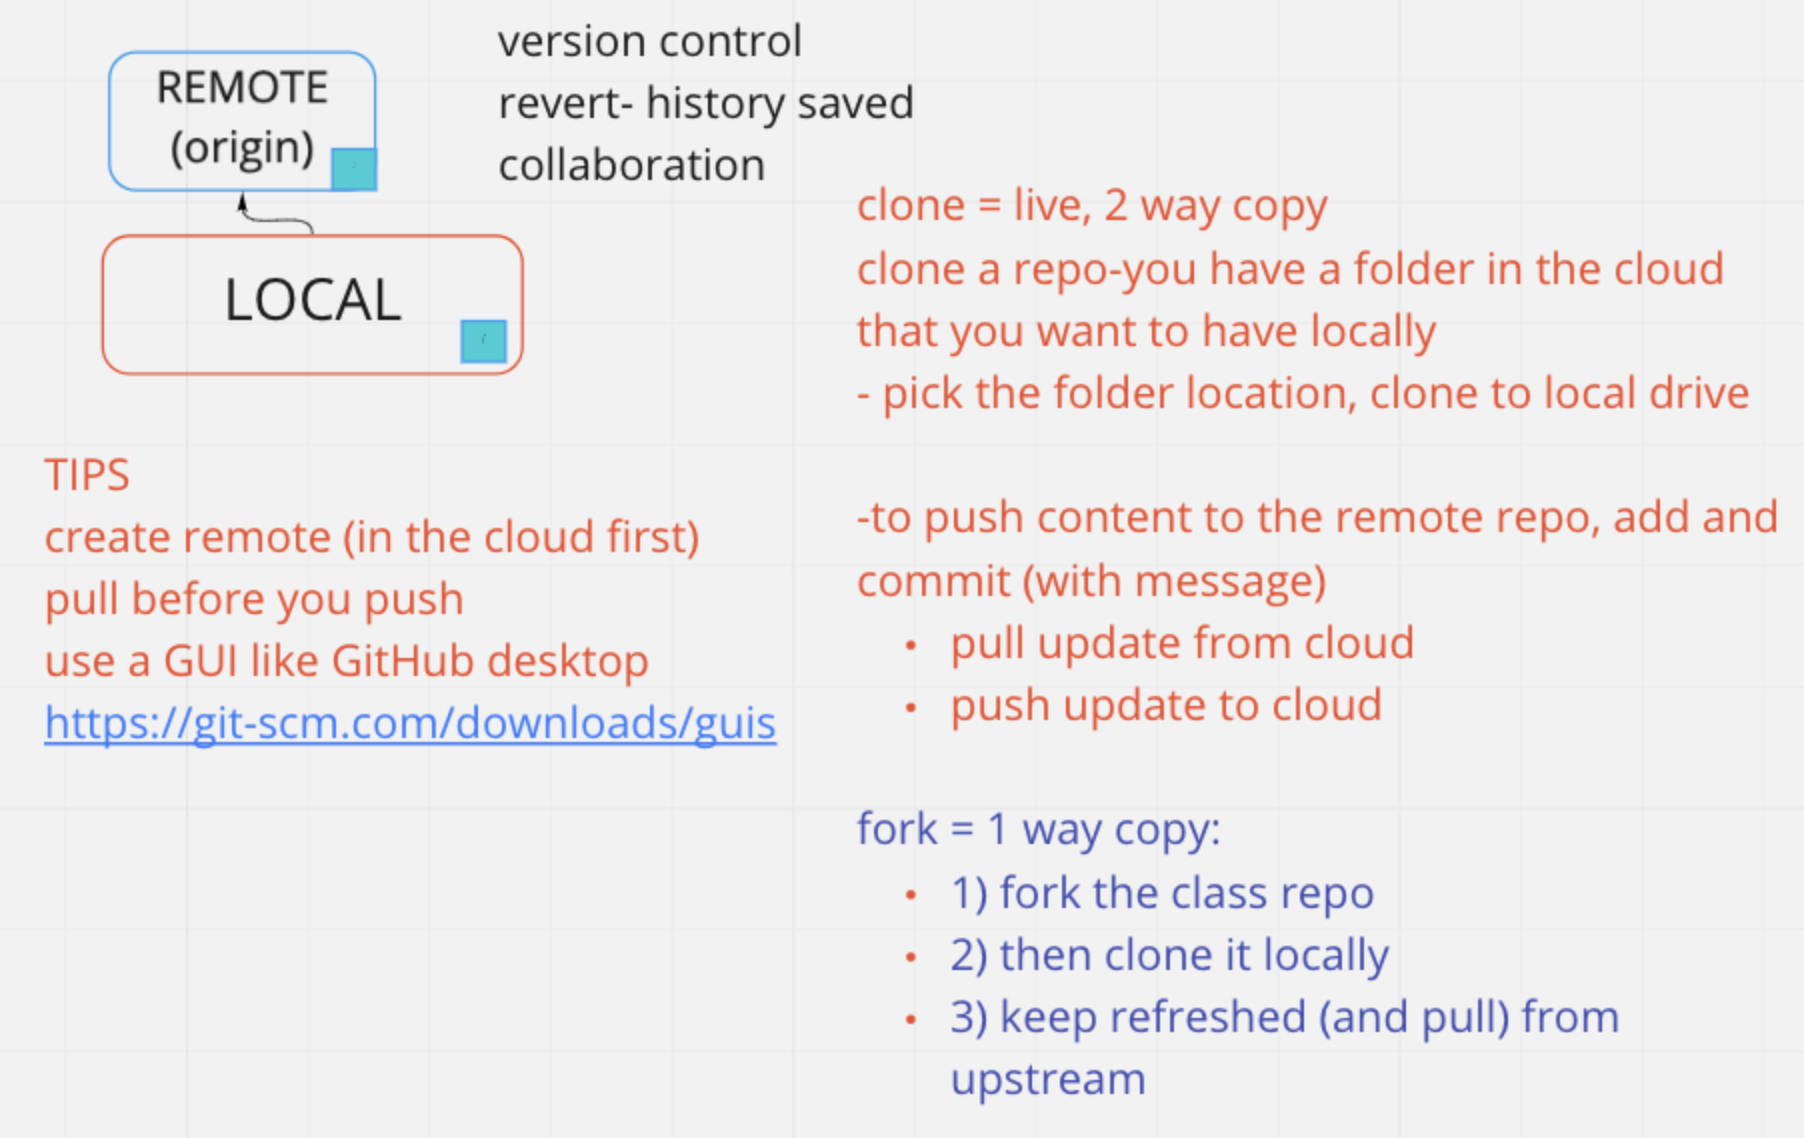 REMOTE
(origin)
LOCAL
version control
revert- history saved
collaboration
TIPS
create remote (in the cloud first)
pull before you push
use a GUI like GitHub desktop
https://git-scm.com/downloads/guis
clone = live, 2 way copy
clone a repo-you have a folder in the cloud
that you want to have locally
- pick the folder location, clone to local drive
-to push content to the remote repo, add and
commit (with message)
• pull update from cloud
• push update to cloud
fork = 1 way copy:
• 1) fork the class repo
• 2) then clone it locally
• 3) keep refreshed (and pull) from
upstream